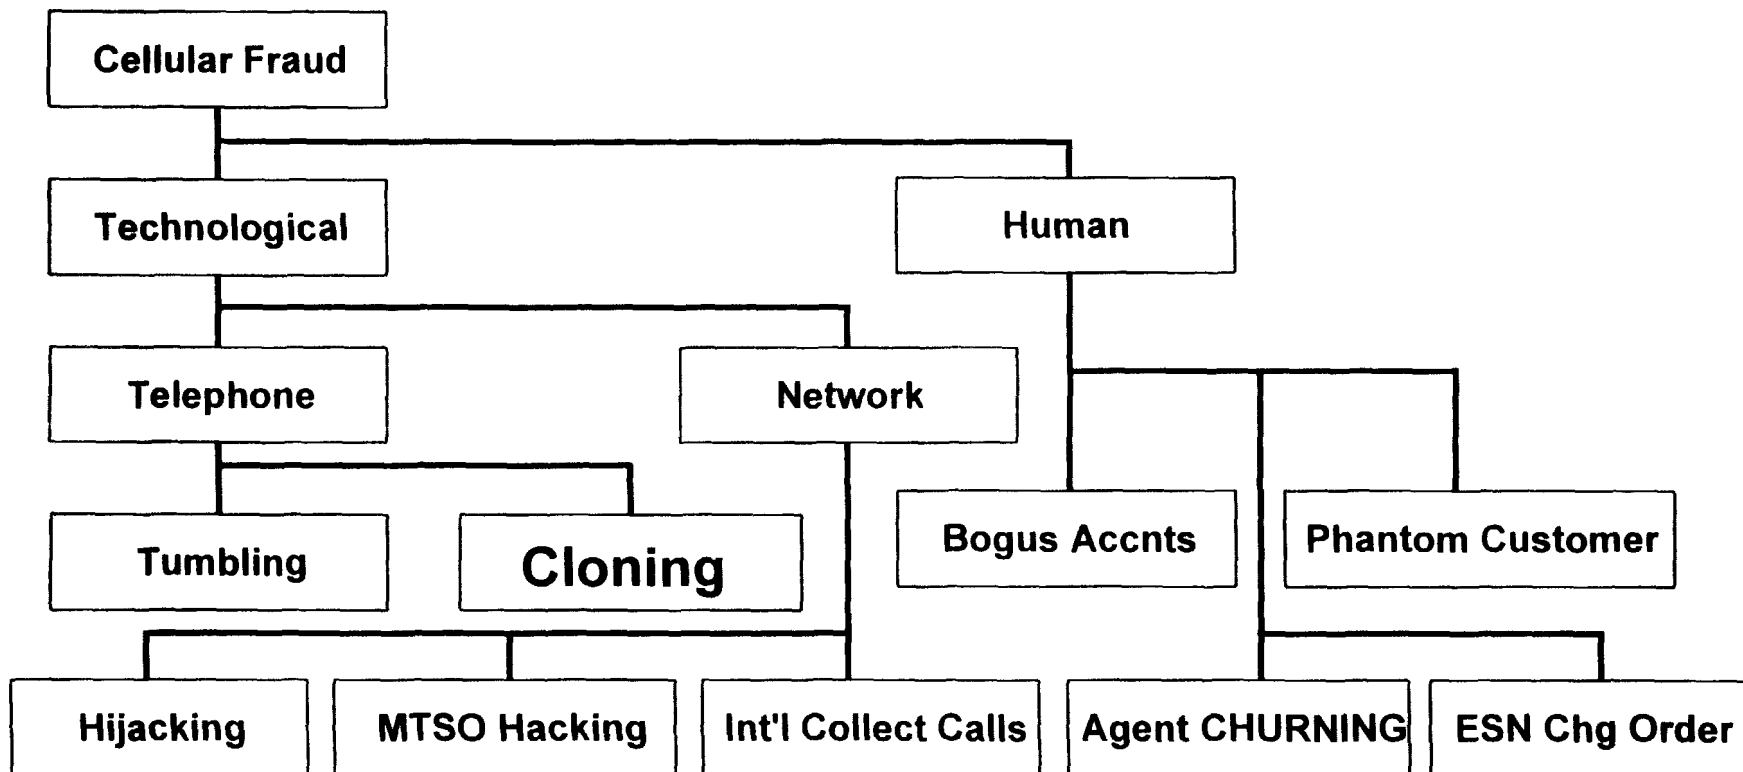 Cellular Fraud
Technological
Human
Telephone
Network
Bogus Accnts
Phantom Customer
Tumbling
Cloning
Hijacking
MTSO Hacking
Int'l Collect Calls
Agent CHURNING
ESN Chg Order